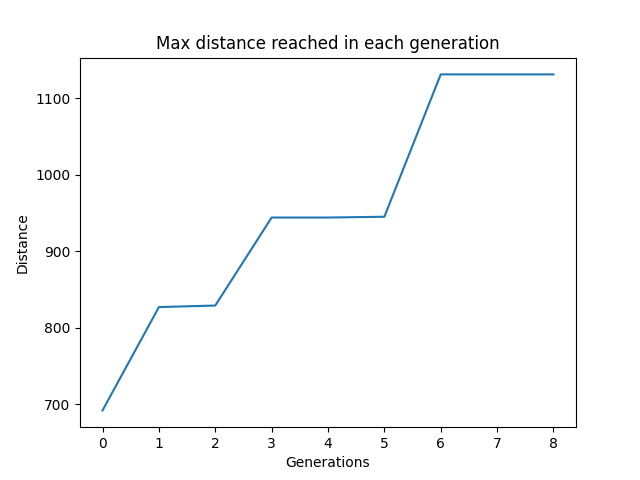 Max distance reached in each generation
1100
1000
900
800
700
Distance
0 1 2 3 4 5 6 7 8
Generations